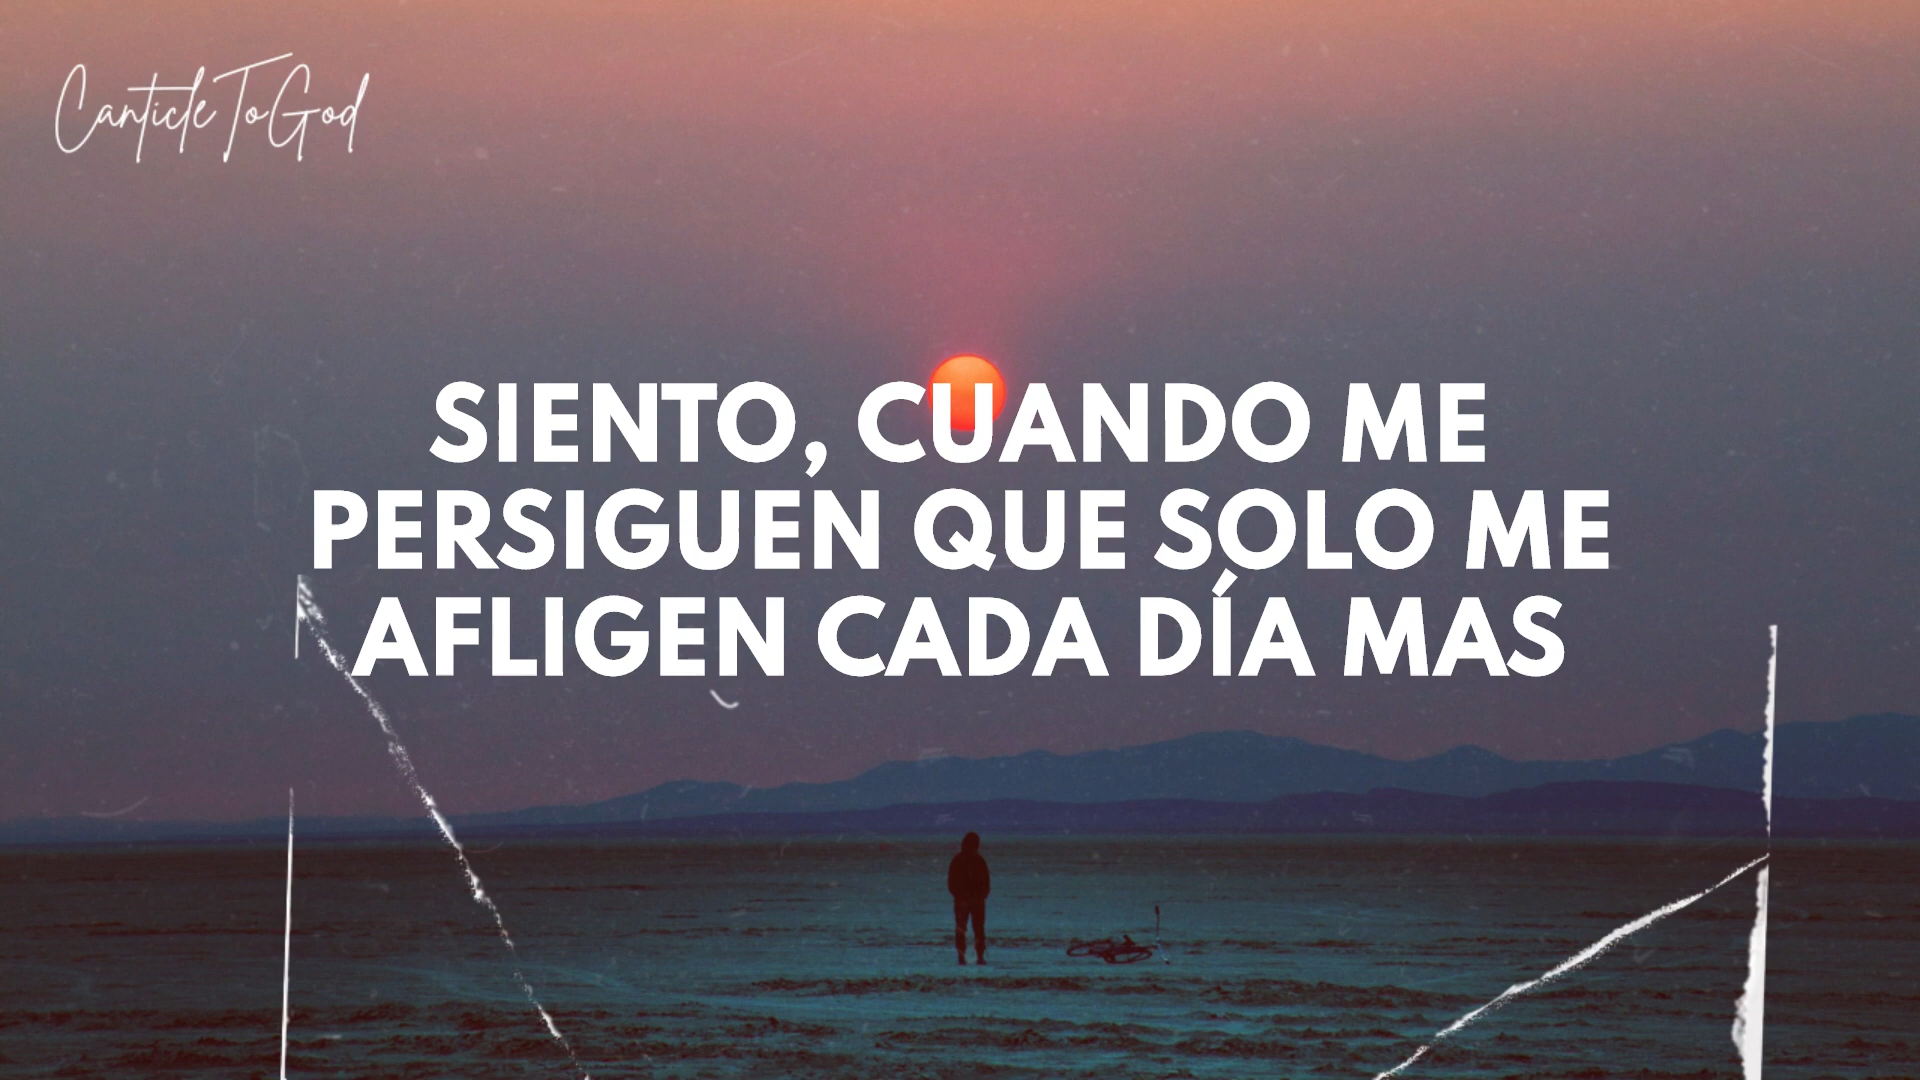 CanticleToGod
SIENTO, CUANDO ME
PERSIGUEN QUE SOLO ME
AFLIGEN CADA DÍA MAS